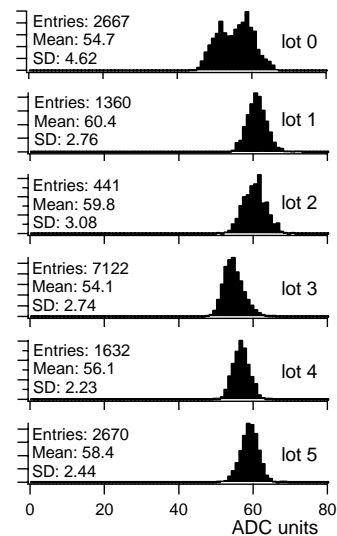 Entries: 2667
Mean: 54.7
SD: 4.62
lot 0
Entries: 1360
Mean: 60.4
SD: 2.76
lot 1
Entries: 441
Mean: 59.8
SD: 3.08
lot 2
Entries: 7122
Mean: 54.1
SD: 2.74
lot 3
Entries: 1632
Mean: 56.1
SD: 2.23
lot 4
Entries: 2670
Mean: 58.4
SD: 2.44
lot 5
0 20 40 60 80
ADC units